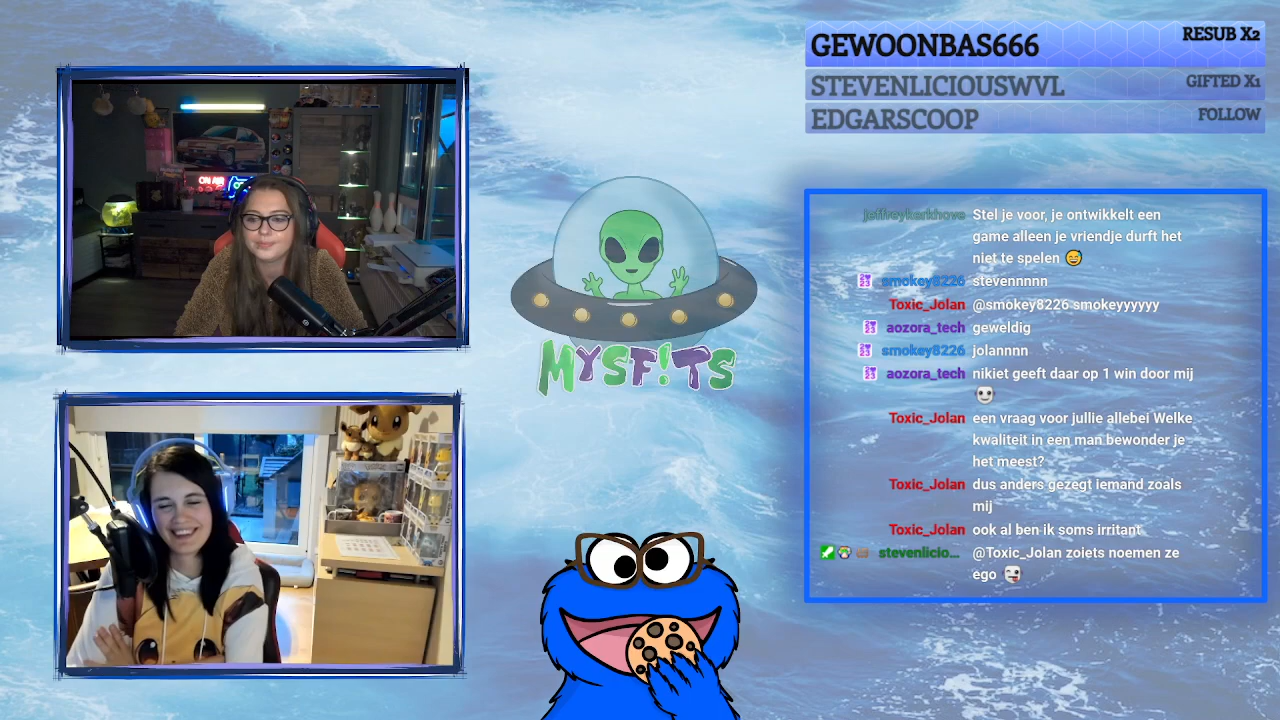 GEWOONBAS666 RESUB X2
STEVENLICIOUSWVL GIFTED X1
EDGARSCOOP FOLLOW
ON AIR
MYSF!TS
jeffreykerkhove Stel je voor, je ontwikkelt een
game alleen je vriendje durft het
niet te spelen 😅
smokey8226 stevennnnn
Toxic_Jolan @smokey8226 smokeyyyyyy
aozora_tech geweldig
smokey8226 jolannnn
aozora_tech nikiet geeft daar op 1 win door mij
Toxic_Jolan een vraag voor jullie allebei Welke
kwaliteit in een man bewonder je
het meest?
Toxic_Jolan dus anders gezegt iemand zoals
mij
Toxic_Jolan ook al ben ik soms irritant
stevenlicio... @Toxic_Jolan zoiets noemen ze
ego